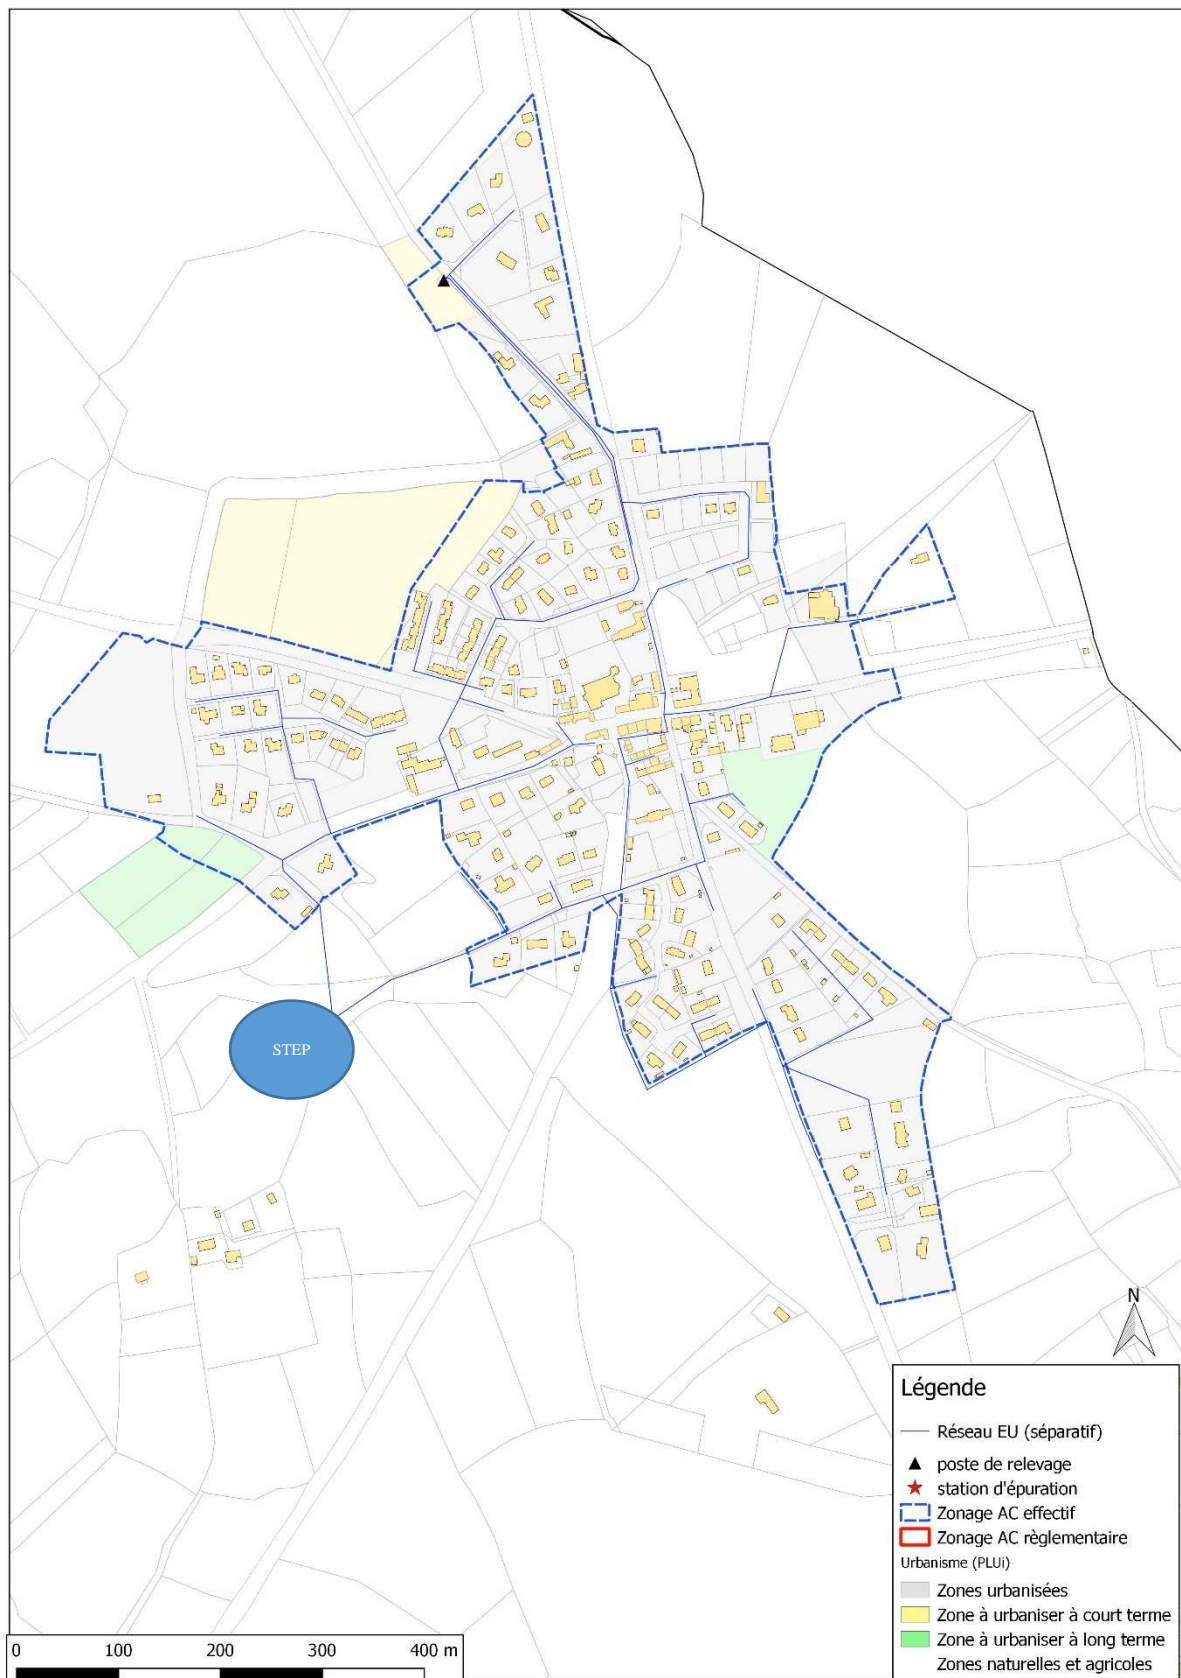 STEP
N
Légende
Réseau EU (séparatif)
poste de relevage
station d'épuration
Zonage AC effectif
Zonage AC règlementaire
Urbanisme (PLUi)
Zones urbanisées
Zone à urbaniser à court terme
Zone à urbaniser à long terme
Zones naturelles et agricoles
0 100 200 300 400 m